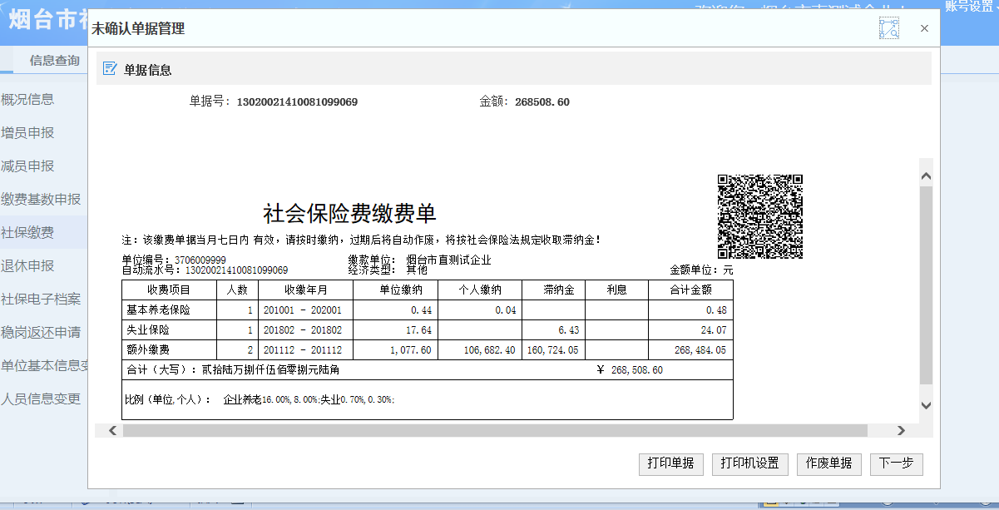 烟台市
账号设置
未确认单据管理
信息查询
单据信息
概况信息
增员申报
减员申报
缴费基数申报
社保缴费
退休申报
社保电子档案
稳岗返还申请
单位基本信息变
人员信息变更
单据号： 13020021410081099069 金额： 268508.60
社会保险费缴费单
注：该缴费单据当月七日内 有效，请按时缴纳，过期后将自动作废，将按社会保险法规定收取滞纳金！
单位编号：3706009999 缴款单位： 烟台市直测试企业
自动流水号：13020021410081099069 经济类型： 其他 金额单位：元
收费项目 人数 收缴年月 单位缴纳 个人缴纳 滞纳金 利息 合计金额
基本养老保险 1 201001 - 202001 0.44 0.04 0.48
失业保险 1 201802 - 201802 17.64 6.43 24.07
额外缴费 2 201112 - 201112 1,077.60 106,682.40 160,724.05 268,484.05
合计（大写）：贰拾陆万捌仟伍佰零捌元陆角 ￥ 268,508.60
比例（单位,个人）： 企业养老16.00%,8.00%;失业0.70%,0.30%;
打印单据 打印机设置 作废单据 下一步